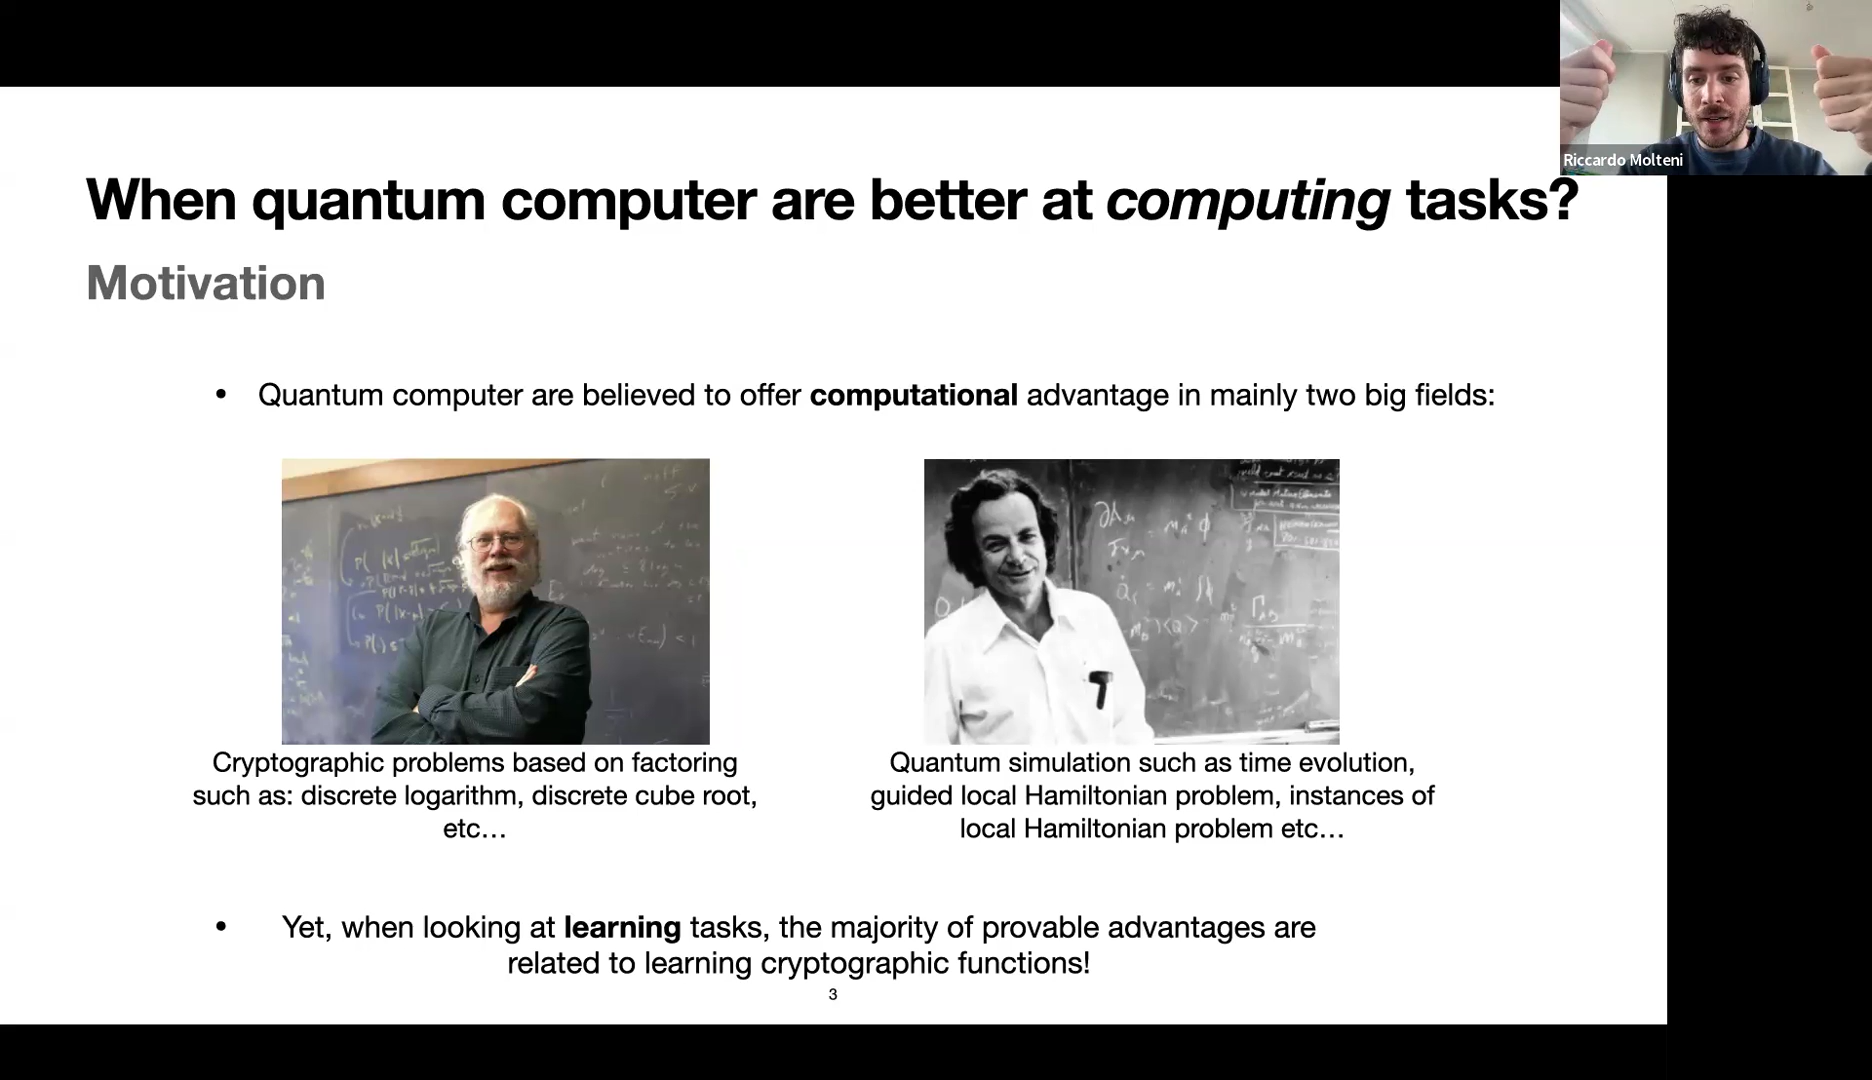 Riccardo Molteni
When quantum computer are better at computing tasks?
Motivation
• Quantum computer are believed to offer computational advantage in mainly two big fields:
Cryptographic problems based on factoring
such as: discrete logarithm, discrete cube root,
etc…
Quantum simulation such as time evolution,
guided local Hamiltonian problem, instances of
local Hamiltonian problem etc…
• Yet, when looking at learning tasks, the majority of provable advantages are
related to learning cryptographic functions!
3